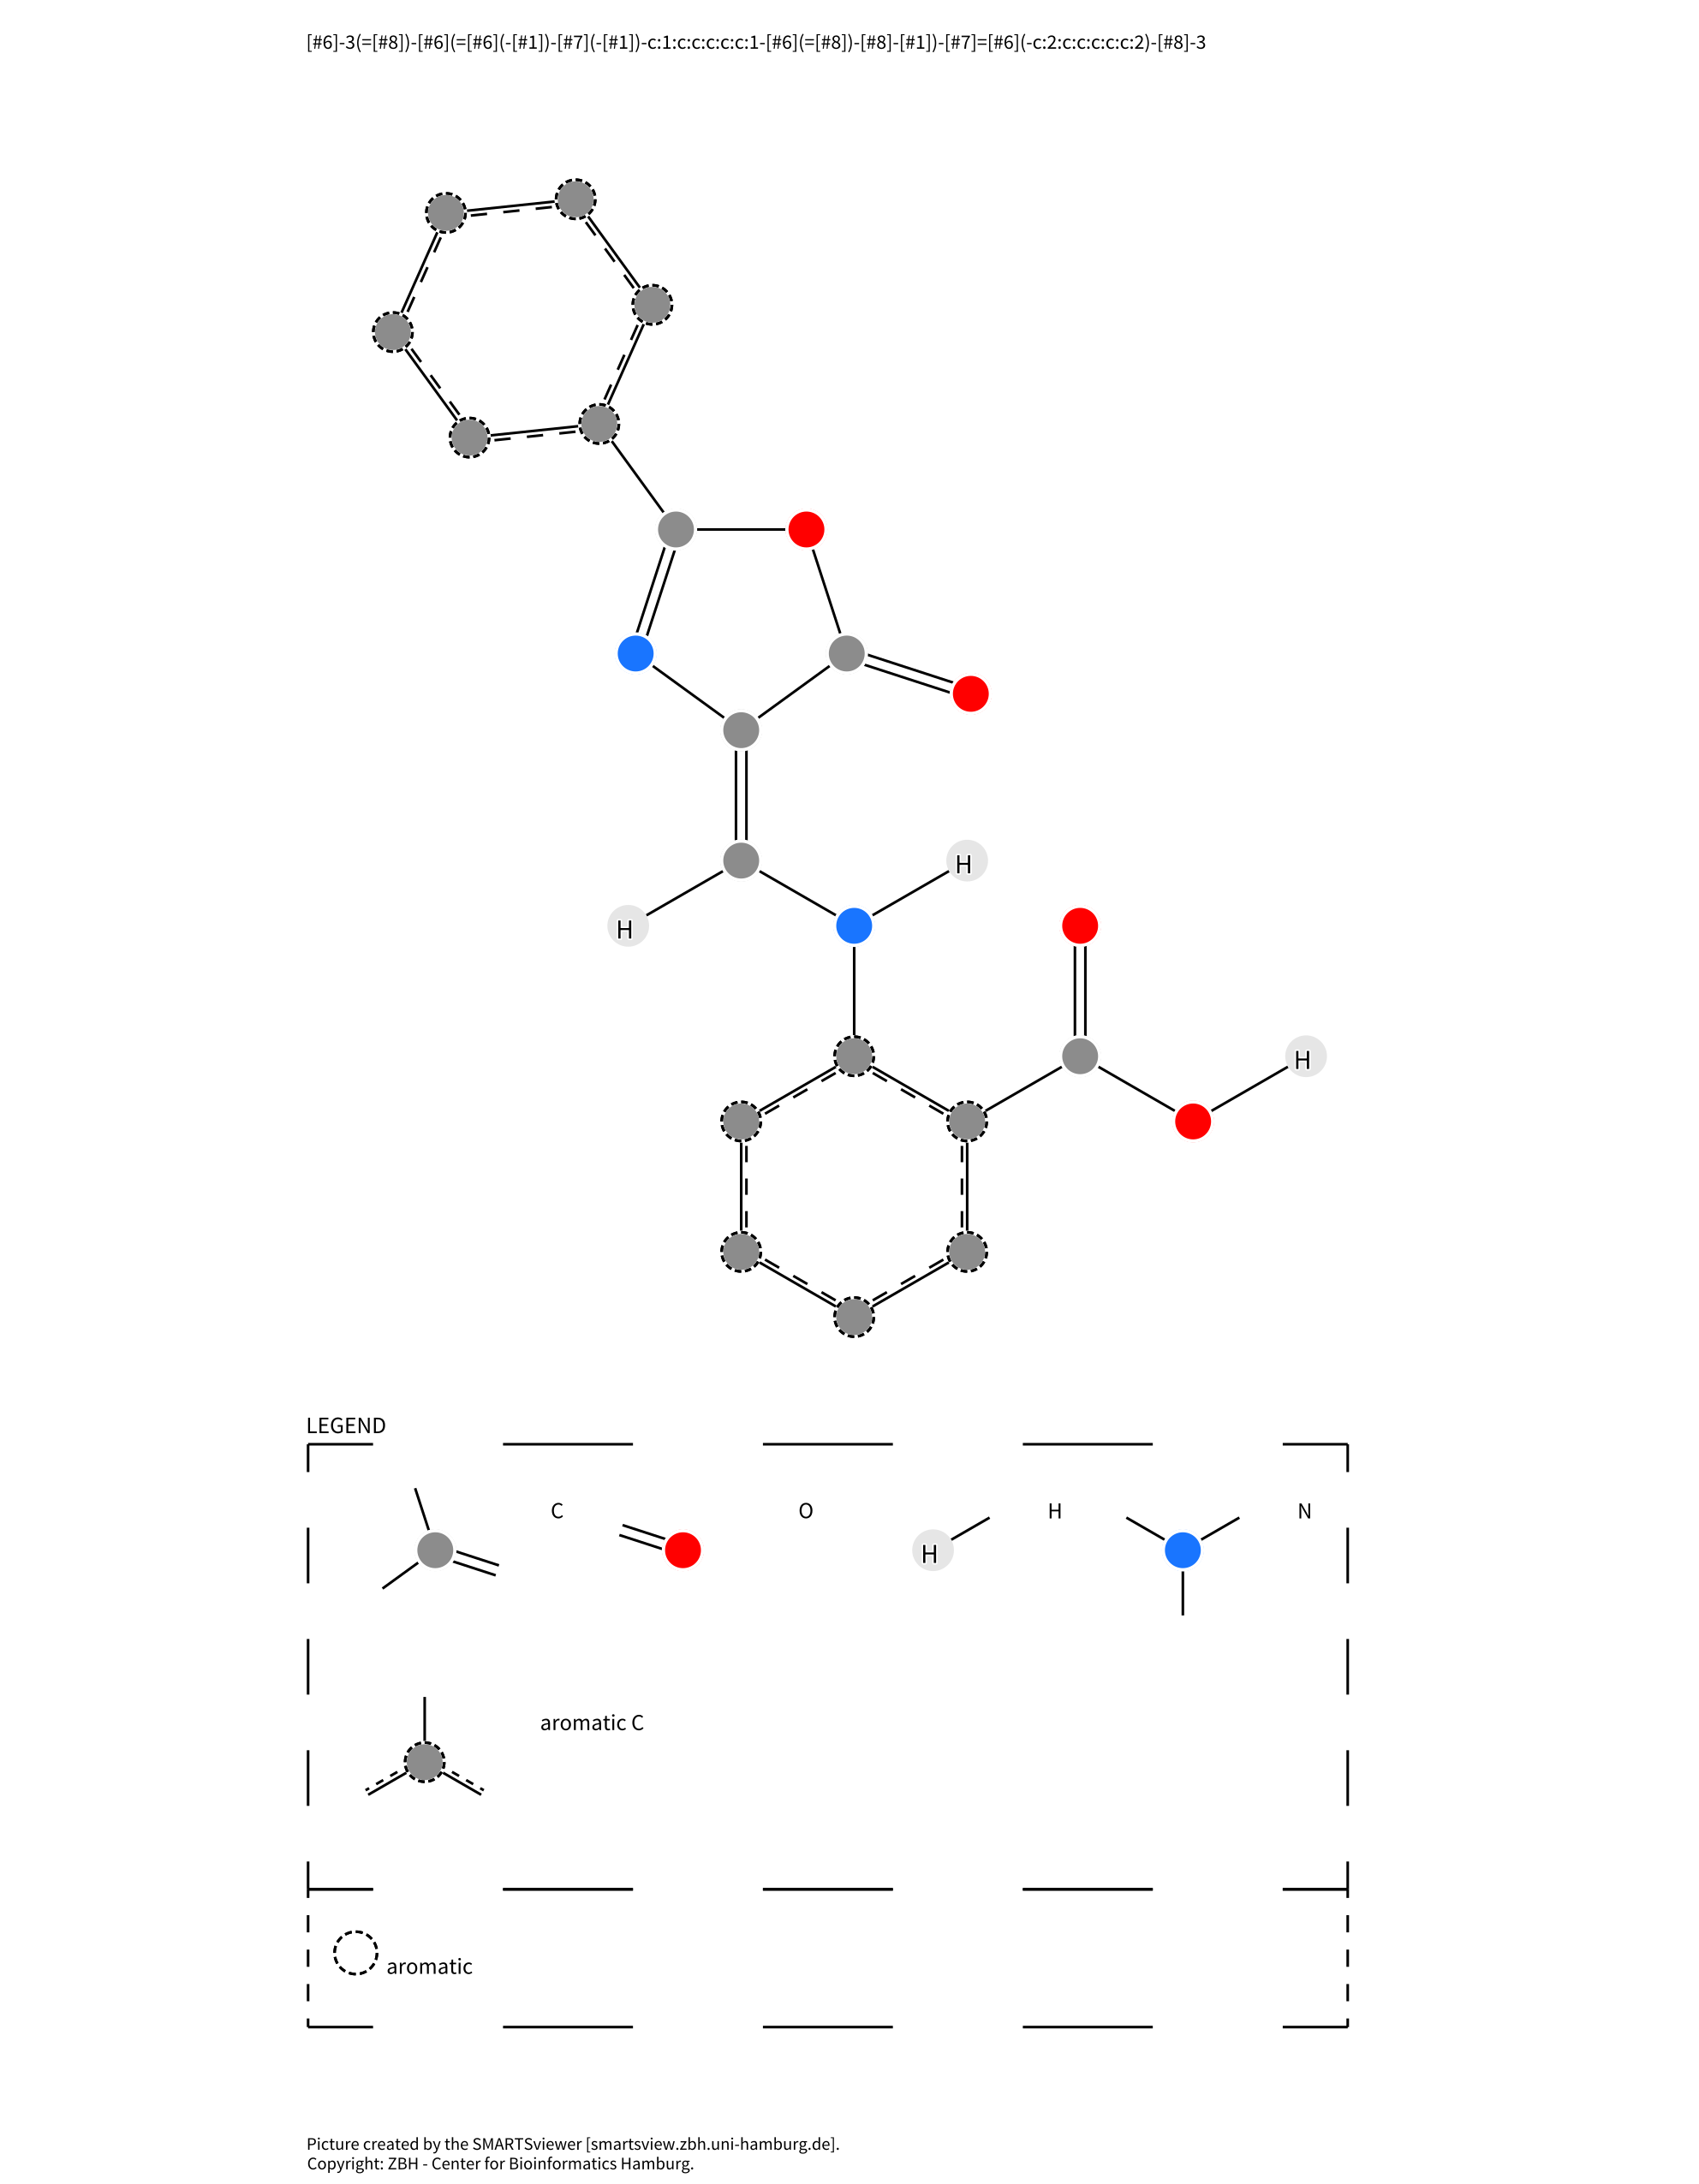 [#6]-3(=[#8])-[#6](=[#6](-[#1])-[#7](-[#1])-c:1:c:c:c:c:c:1-[#6](=[#8])-[#8]-[#1])-[#7]=[#6](-c:2:c:c:c:c:c:2)-[#8]-3
H
H
H
LEGEND
C O H N
H
aromatic C
aromatic
Picture created by the SMARTSviewer [smartsview.zbh.uni-hamburg.de].
Copyright: ZBH - Center for Bioinformatics Hamburg.